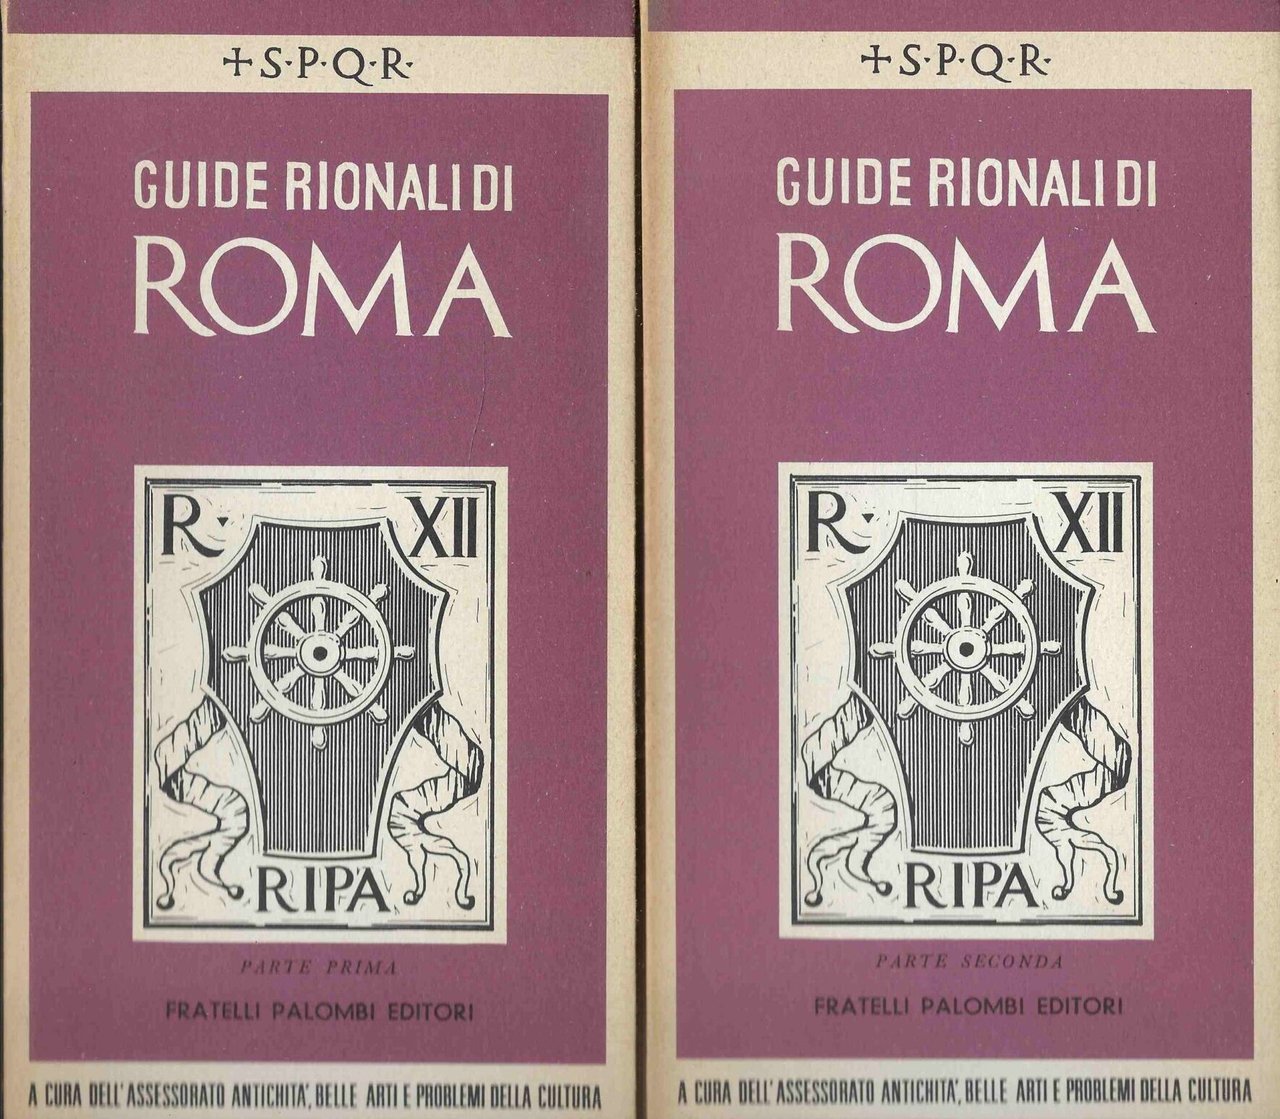 +S·P·Q·R·
GUIDE RIONALI DI
ROMA
R· XII
RIPA
PARTE PRIMA
FRATELLI PALOMBI EDITORI
A CURA DELL'ASSESSORATO ANTICHITA', BELLE ARTI E PROBLEMI DELLA CULTURA
+S·P·Q·R·
GUIDE RIONALI DI
ROMA
R· XII
RIPA
PARTE SECONDA
FRATELLI PALOMBI EDITORI
A CURA DELL'ASSESSORATO ANTICHITA', BELLE ARTI E PROBLEMI DELLA CULTURA